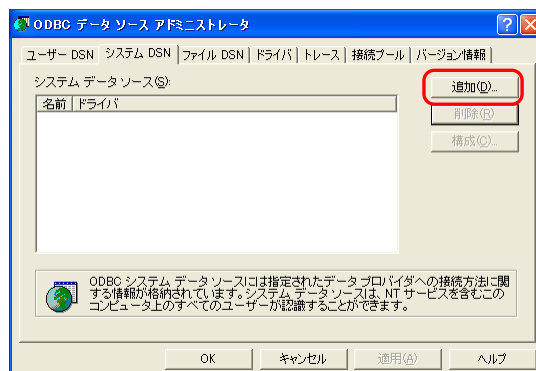 ODBC データ ソース アドミニストレータ
ユーザー DSN システム DSN ファイル DSN ドライバ トレース 接続プール バージョン情報
システム データ ソース(S):
追加(D)...
名前 ドライバ
削除(R)
構成(C)...
ODBC システム データ ソースには指定されたデータ プロバイダへの接続方法に関
する情報が格納されています。システム データ ソースは、NT サービスを含むこの
コンピュータ上のすべてのユーザーが認識することができます。
OK キャンセル 適用(A) ヘルプ